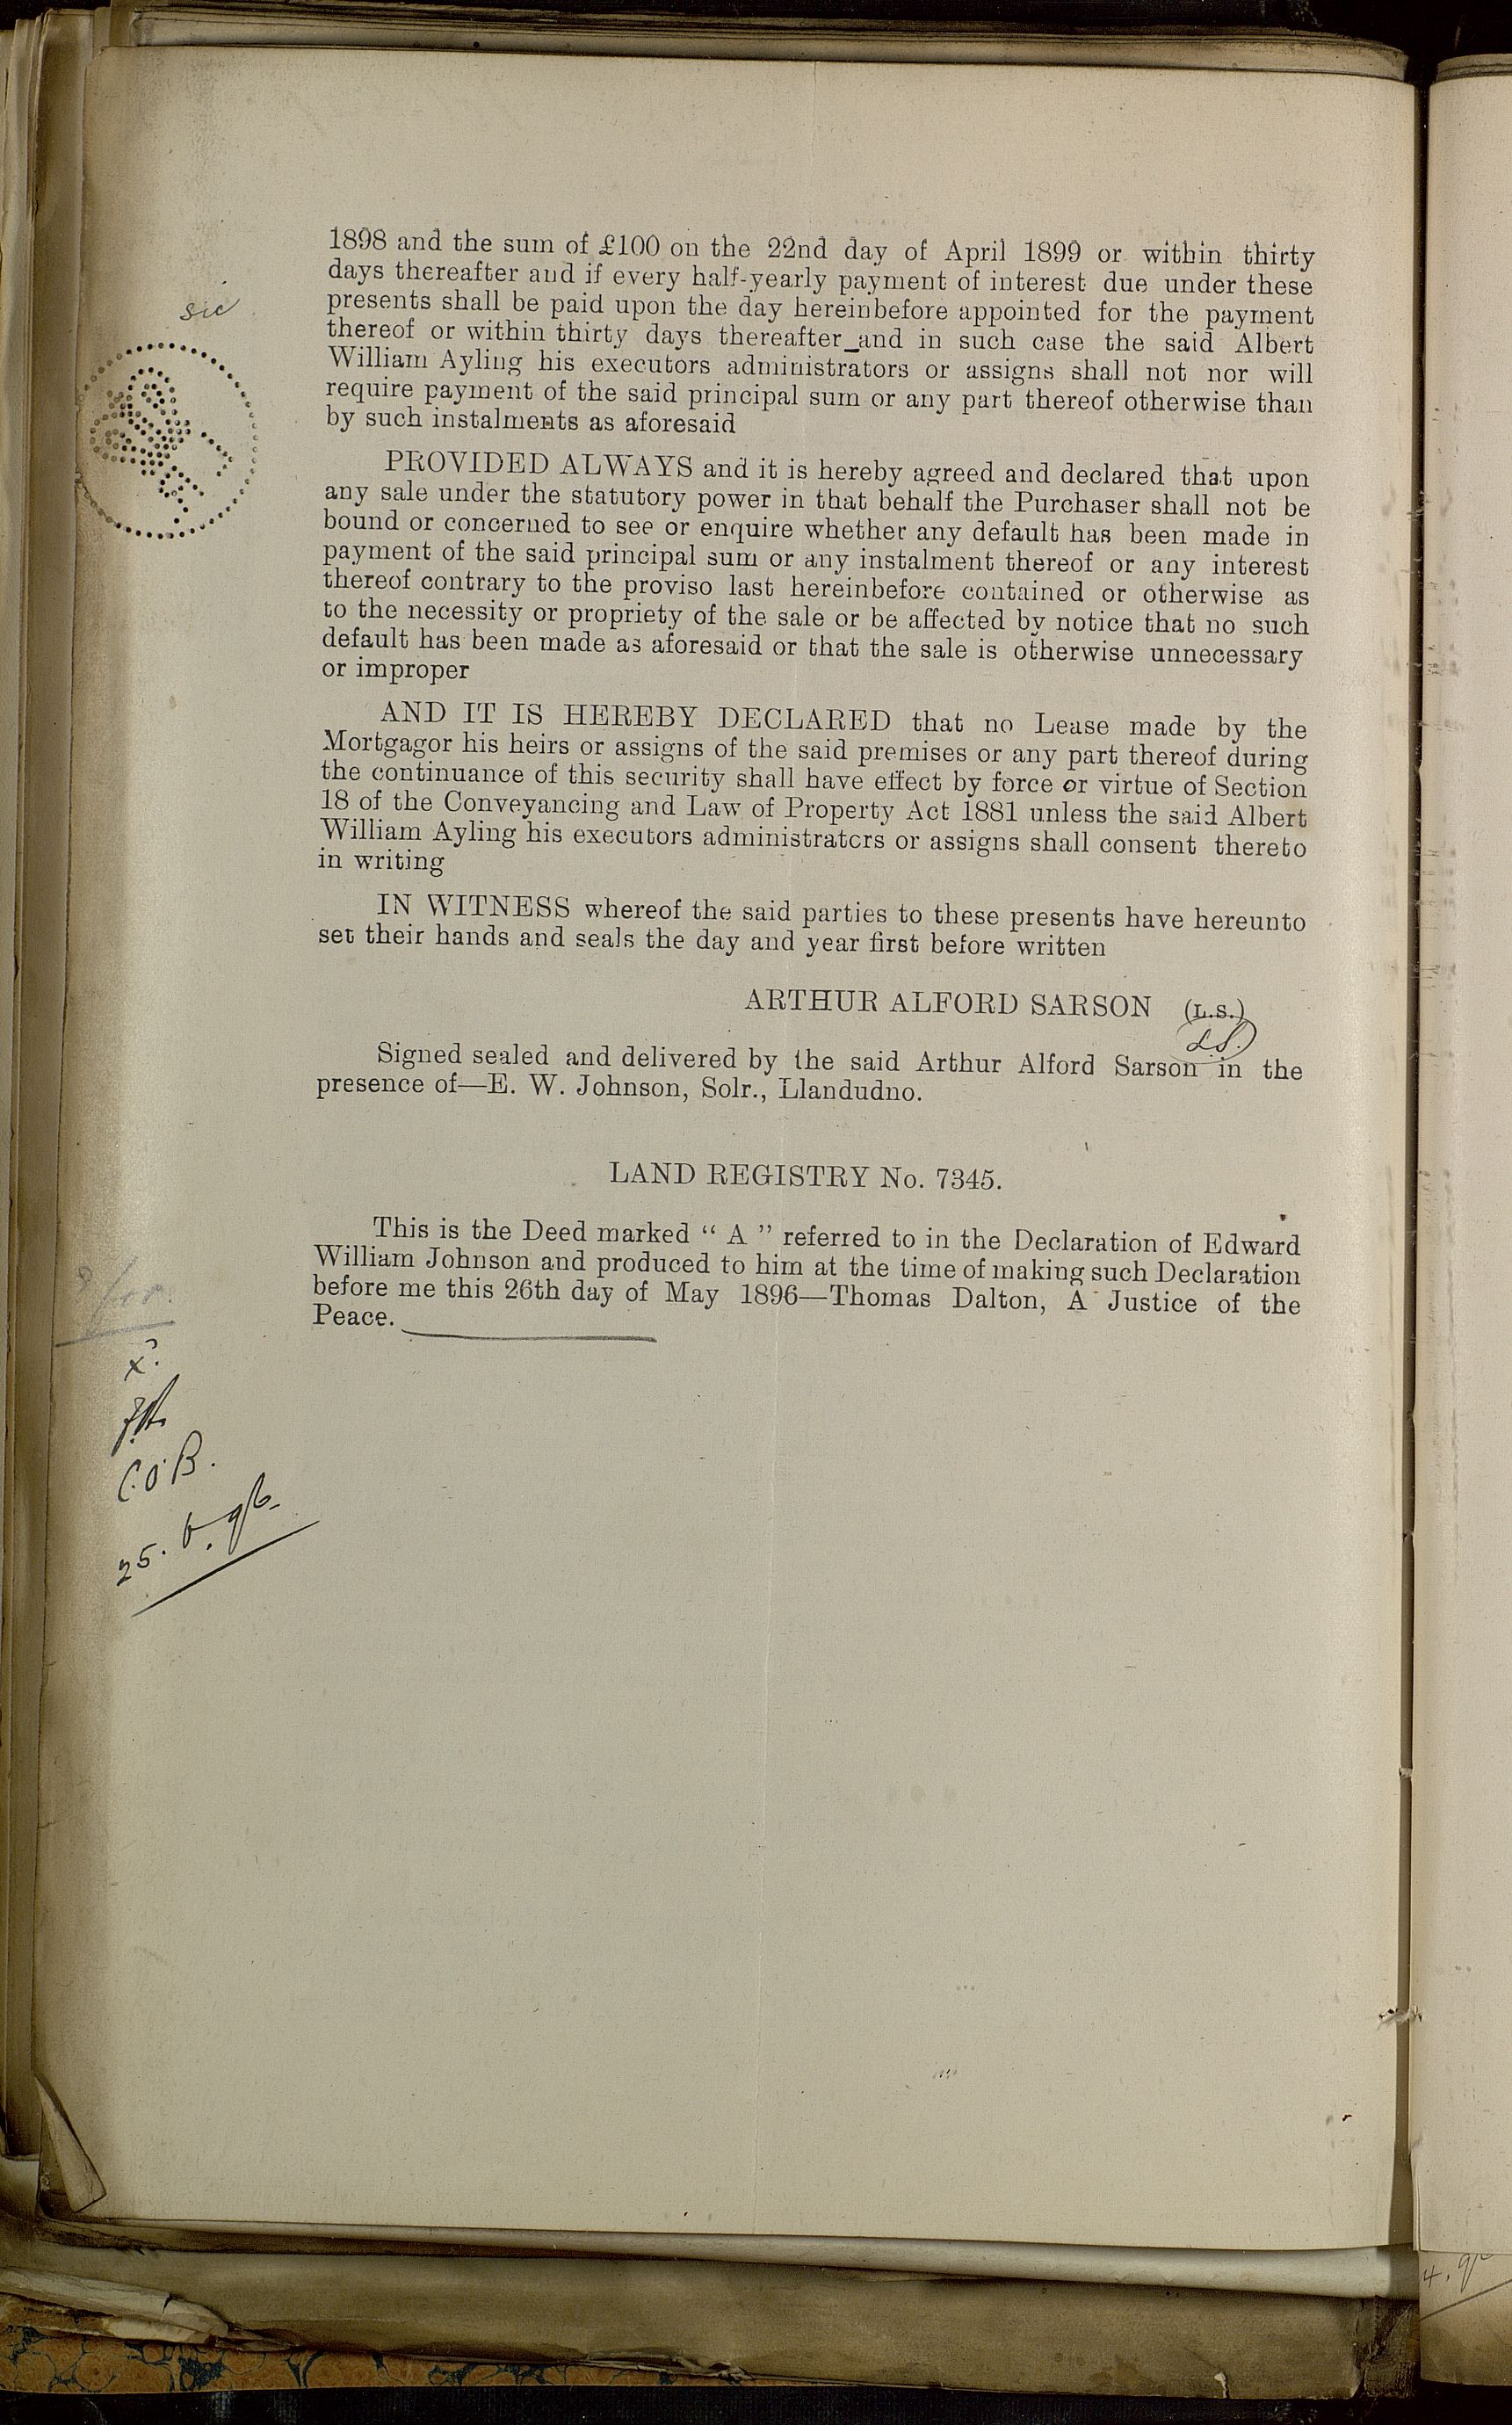 1898 and the sum of £100 on the 22nd day of April 1899 or within thirty
days thereafter and if every half-yearly payment of interest due under these
presents shall be paid upon the day hereinbefore appointed for the payment
sic
thereof or within thirty days thereafter_and in such case the said Albert
William Ayling his executors administrators or assigns shall not nor will
require payment of the said principal sum or any part thereof otherwise than
by such instalments as aforesaid
PROVIDED ALWAYS and it is hereby agreed and declared that upon
any sale under the statutory power in that behalf the Purchaser shall not be
bound or concerned to see or enquire whether any default has been made in
payment of the said principal sum or any instalment thereof or any interest
thereof contrary to the proviso last hereinbefore contained or otherwise as
to the necessity or propriety of the sale or be affected by notice that no such
default has been made as aforesaid or that the sale is otherwise unnecessary
or improper
AND IT IS HEREBY DECLARED that no Lease made by the
Mortgagor his heirs or assigns of the said premises or any part thereof during
the continuance of this security shall have effect by force or virtue of Section
18 of the Conveyancing and Law of Property Act 1881 unless the said Albert
William Ayling his executors administrators or assigns shall consent thereto
in writing
IN WITNESS whereof the said parties to these presents have hereunto
set their hands and seals the day and year first before written
ARTHUR ALFORD SARSON (L.S.)
L.S.
Signed sealed and delivered by the said Arthur Alford Sarson in the
presence of—E. W. Johnson, Solr., Llandudno.
LAND REGISTRY No. 7345.
This is the Deed marked “ A ” referred to in the Declaration of Edward
William Johnson and produced to him at the time of making such Declaration
before me this 26th day of May 1896—Thomas Dalton, A Justice of the
Peace.
x.
C.O.B.
25. 6. 96
4. 96